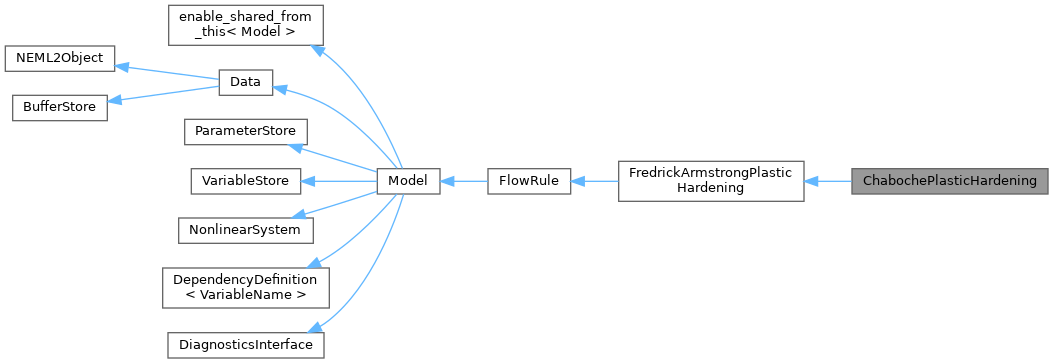 enable_shared_from
_this< Model >
NEML2Object
Data
BufferStore
ParameterStore
VariableStore
Model
FlowRule
FredrickArmstrongPlastic
Hardening
ChabochePlasticHardening
NonlinearSystem
DependencyDefinition
< VariableName >
DiagnosticsInterface